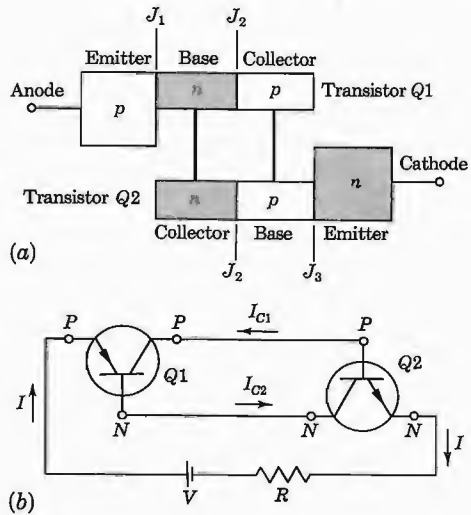 J1 J2
Emitter Base Collector
Anode
p n p Transistor Q1
Cathode
Transistor Q2 n p n
Collector Base Emitter
(a) J2 J3
P P IC1 P
Q1 Q2
I IC2
N N N
I
V R
(b)